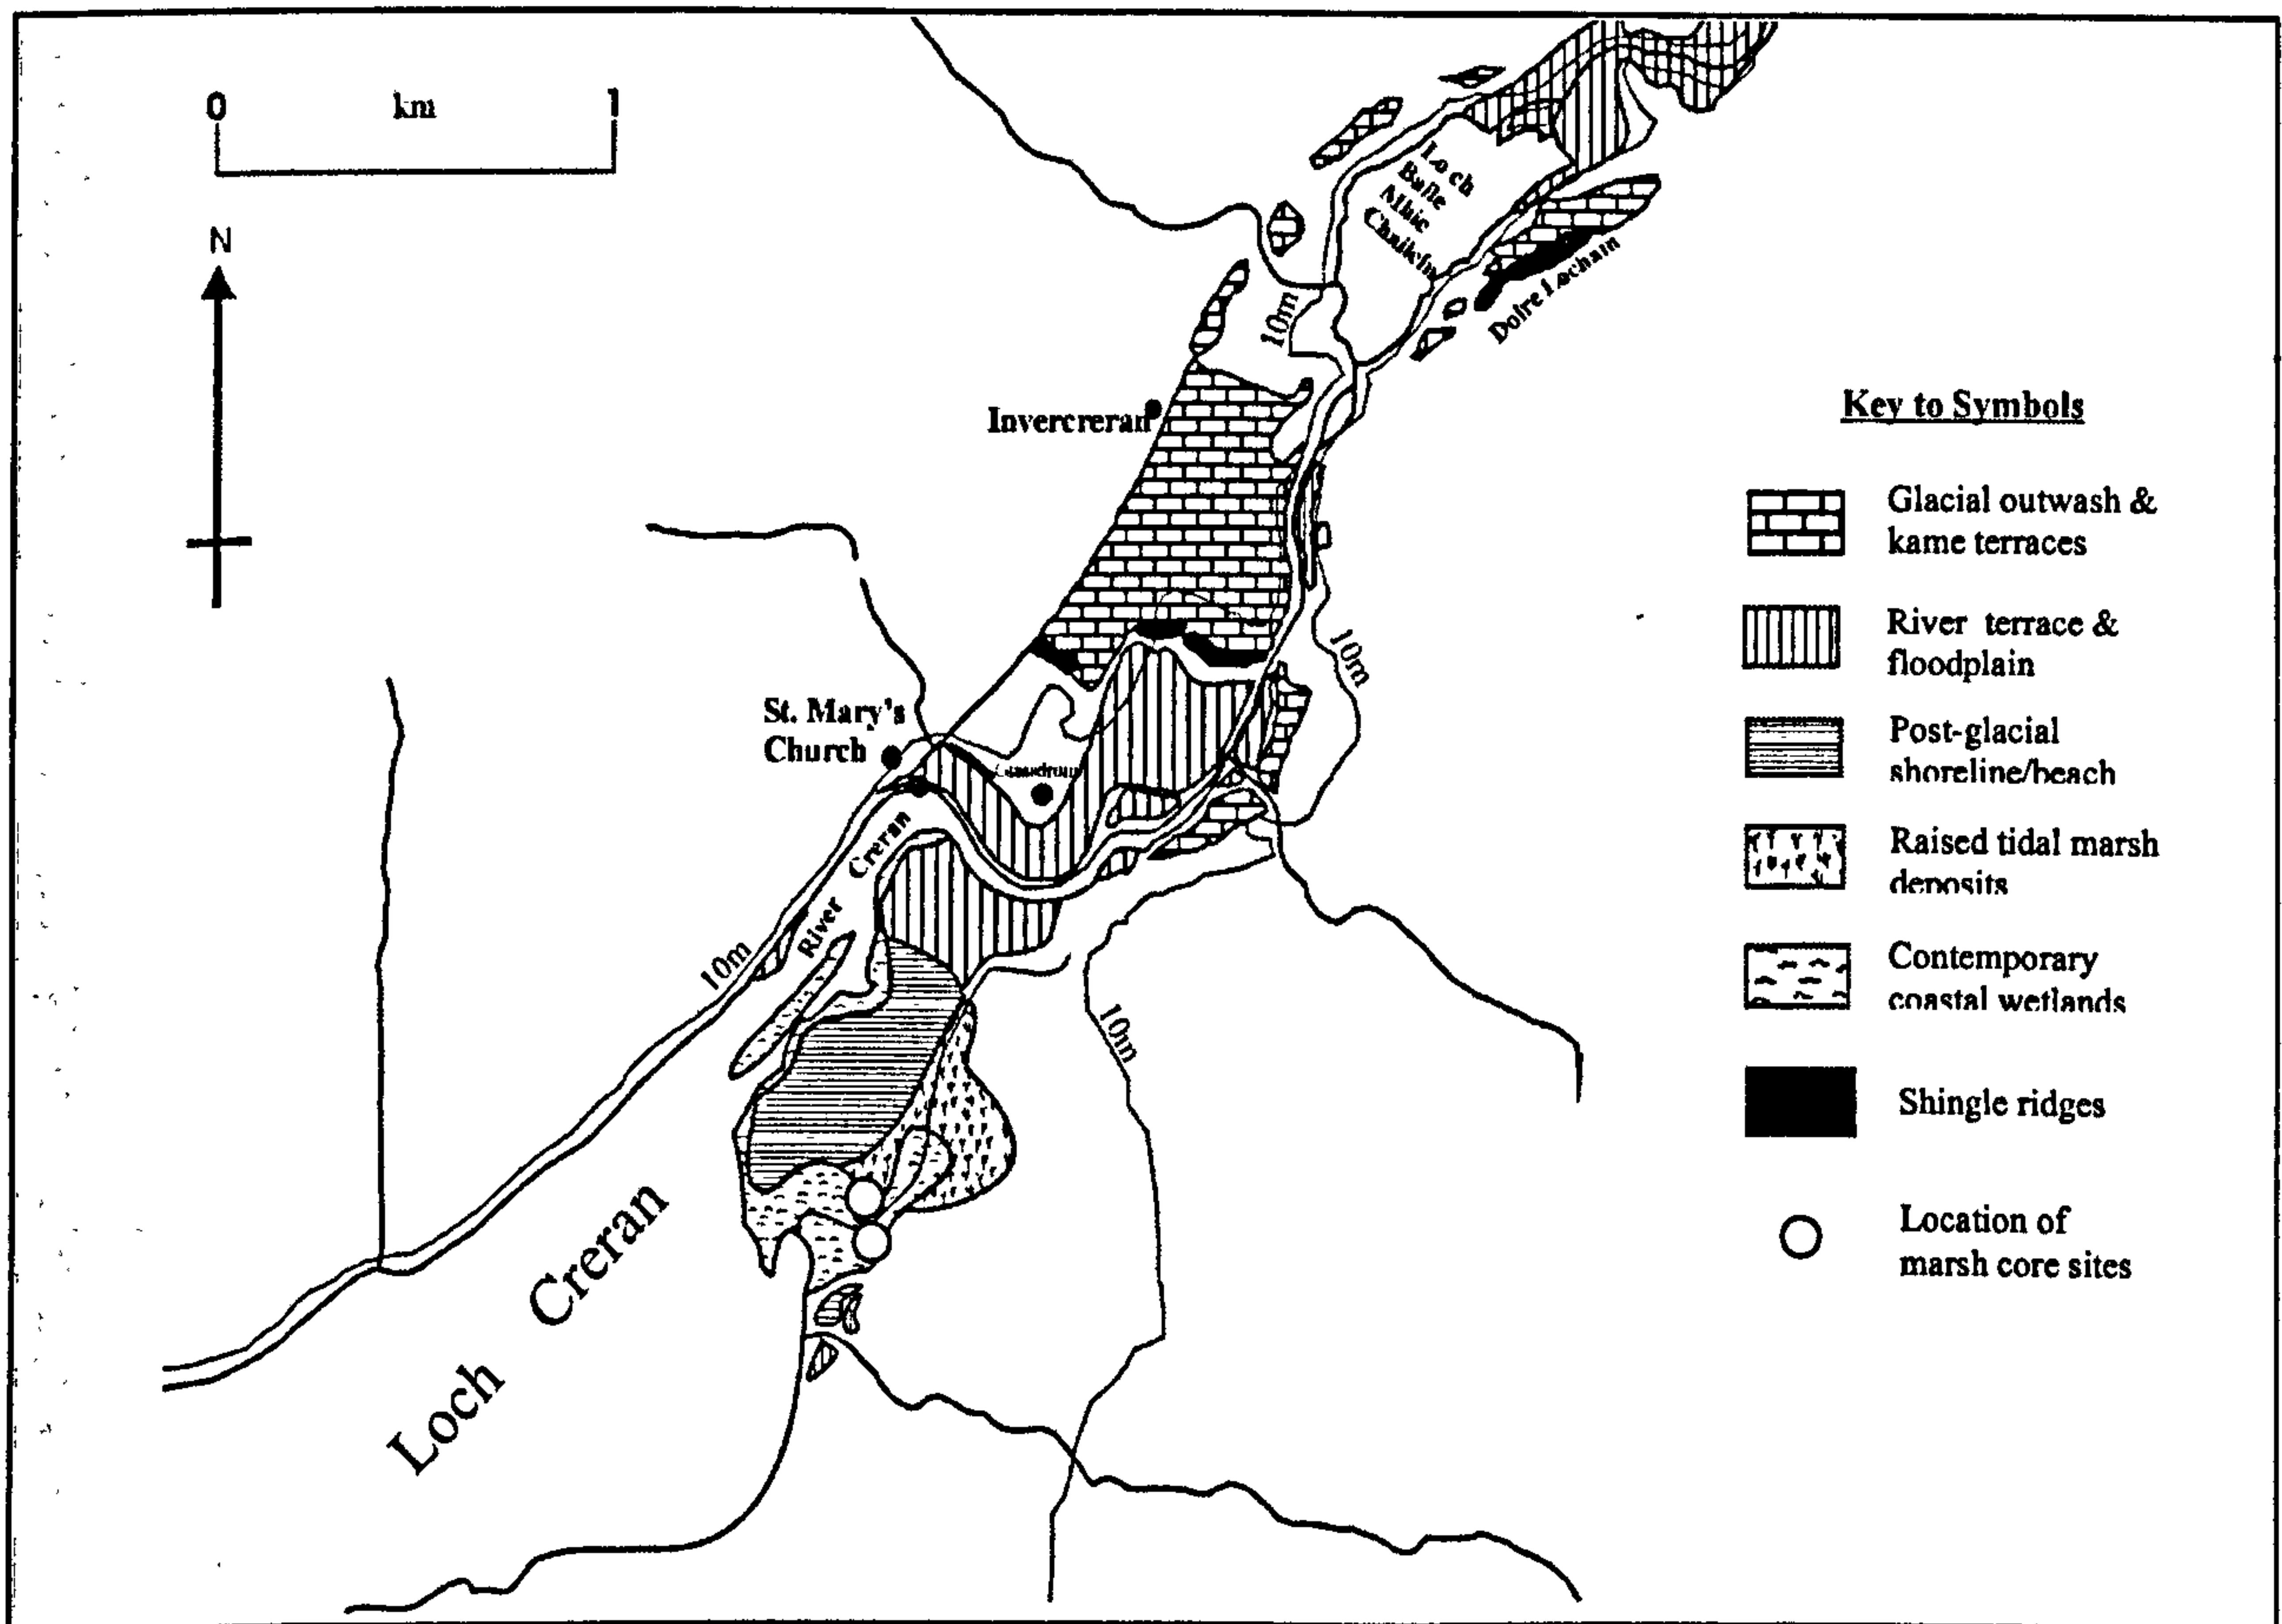 0 km 1
N
Loch
Baile
Mhic
Chailein
10m
Doire Lochain
Invercreran
10m
St. Mary's
Church
River Creran
10m
10m
Loch Creran
Key to Symbols
Glacial outwash &
kame terraces
River terrace &
floodplain
Post-glacial
shoreline/beach
Raised tidal marsh
deposits
Contemporary
coastal wetlands
Shingle ridges
Location of
marsh core sites